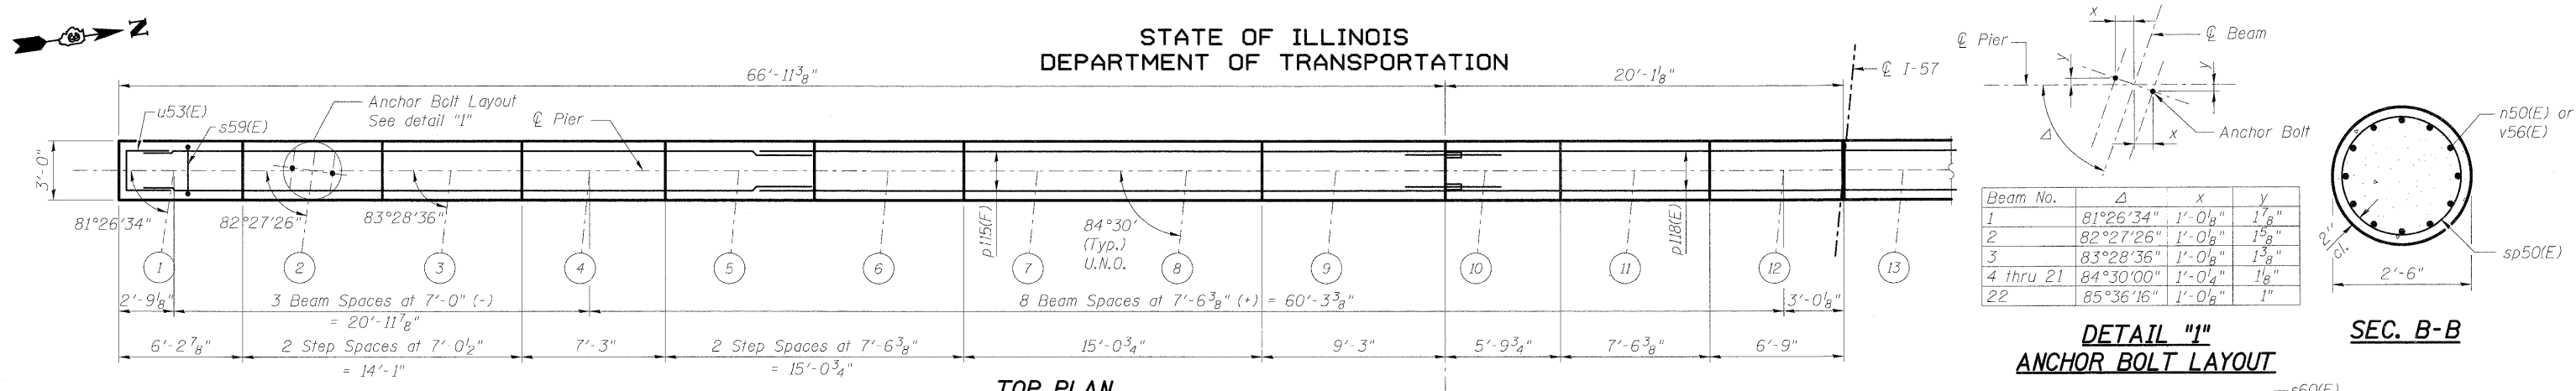 N
STATE OF ILLINOIS
DEPARTMENT OF TRANSPORTATION
66'-11 3/8"
20'-1 1/8"
℄ I-57
u53(E)
s59(E)
Anchor Bolt Layout
See detail "1"
℄ Pier
3'-0"
81°26'34"
82°27'26"
83°28'36"
84°30'
(Typ.)
U.N.O.
p115(F)
p118(E)
1
2
3
4
5
6
7
8
9
10
11
12
13
2'-9 1/8"
3 Beam Spaces at 7'-0" (-)
= 20'-11 7/8"
8 Beam Spaces at 7'-6 3/8" (+) = 60'-3 3/8"
3'-0 1/8"
6'-2 7/8"
2 Step Spaces at 7'-0 1/2"
= 14'-1"
7'-3"
2 Step Spaces at 7'-6 3/8"
= 15'-0 3/4"
15'-0 3/4"
9'-3"
5'-9 3/4"
7'-6 3/8"
6'-9"
TOP PLAN
x
℄ Pier
℄ Beam
y
y
Δ
x
Anchor Bolt
Beam No. Δ x y
1 81°26'34" 1'-0 1/8" 1 7/8"
2 82°27'26" 1'-0 1/8" 1 5/8"
3 83°28'36" 1'-0 1/8" 1 3/8"
4 thru 21 84°30'00" 1'-0 1/4" 1 1/8"
22 85°36'16" 1'-0 1/8" 1"
DETAIL "1"
ANCHOR BOLT LAYOUT
n50(E) or
v56(E)
2"
cl.
sp50(E)
2'-6"
SEC. B-B
s60(E)